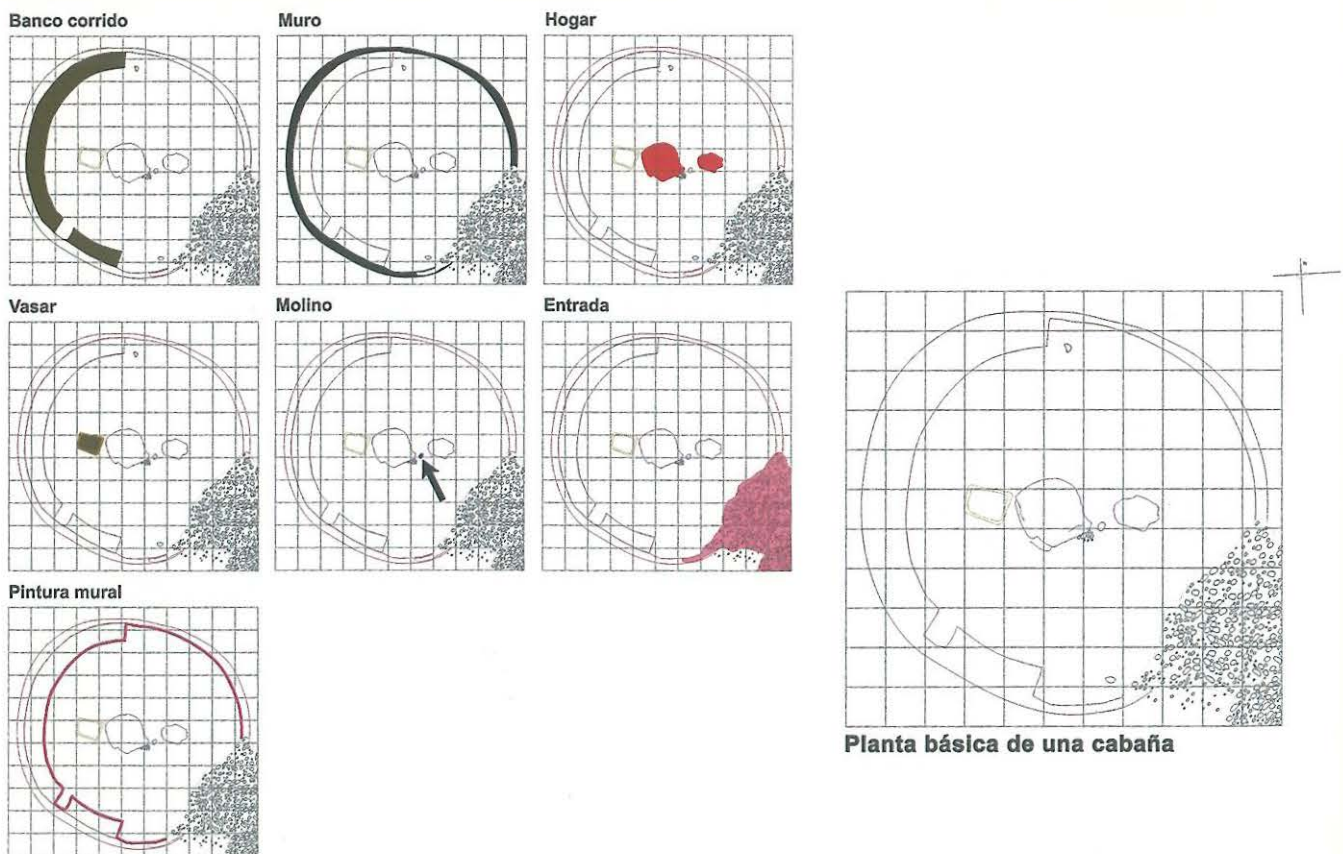 Banco corrido
Muro
Hogar
Vasar
Molino
Entrada
Pintura mural
Planta básica de una cabaña